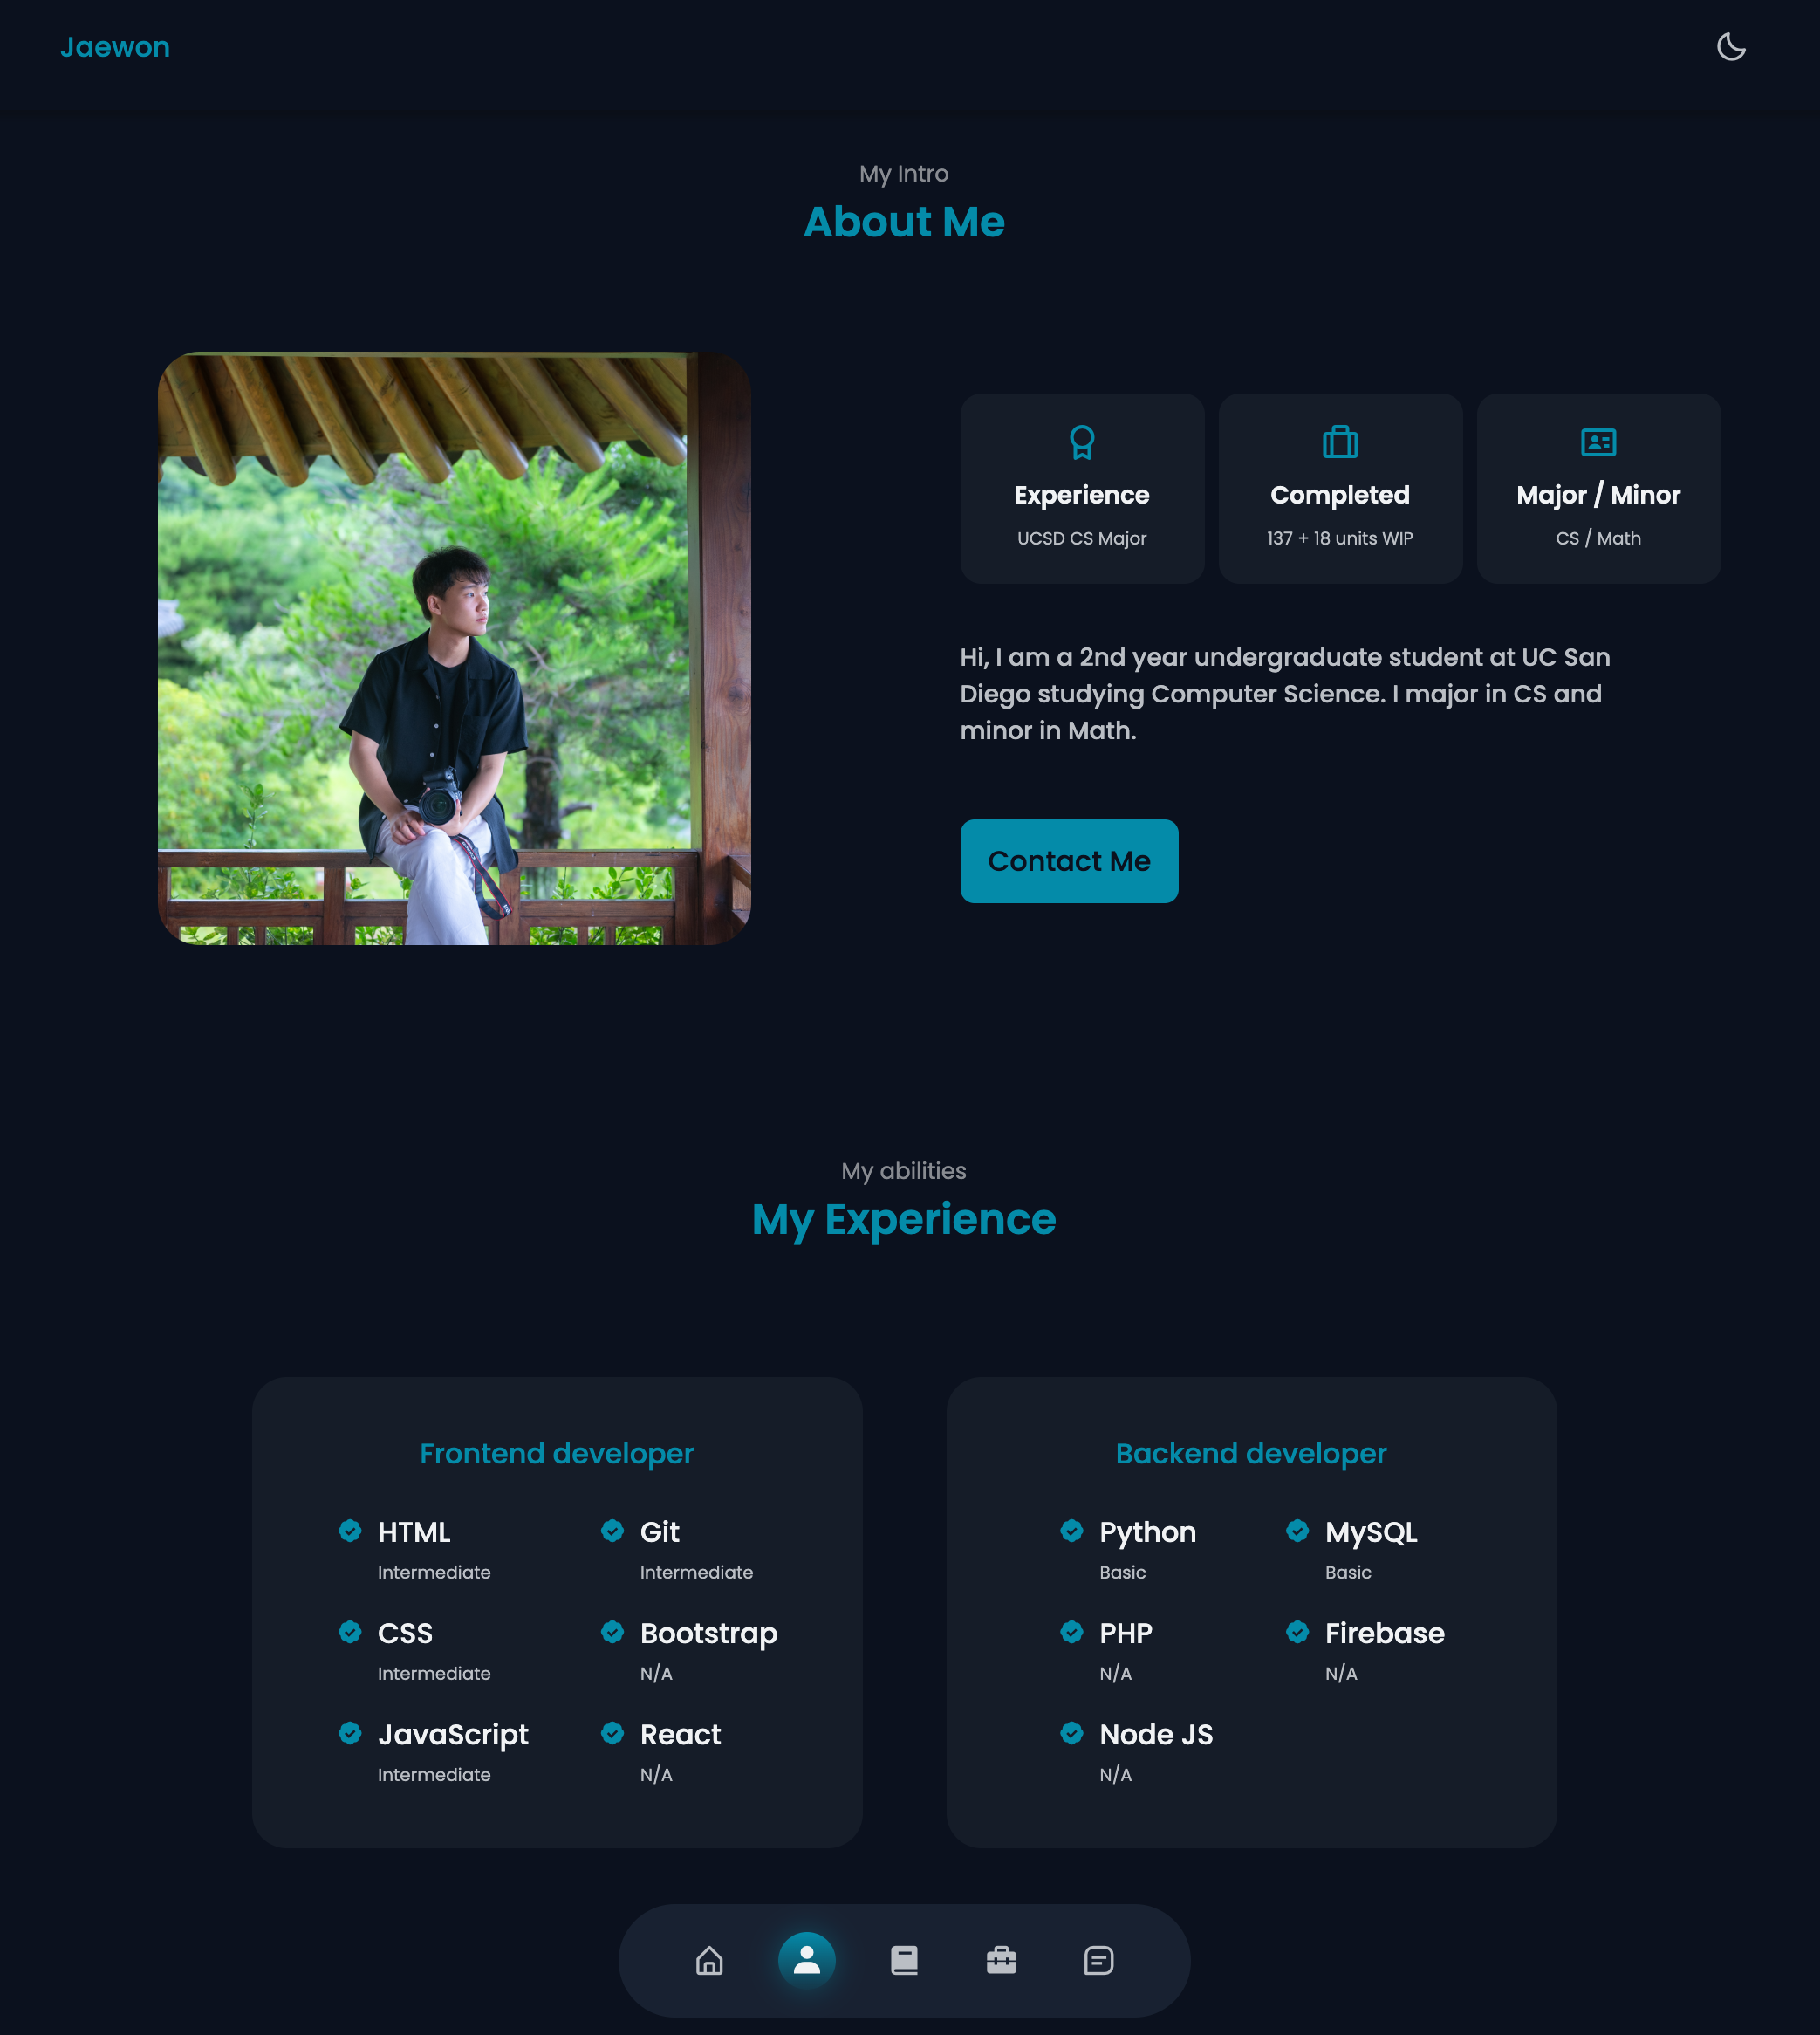 Jaewon
My Intro
About Me
Experience
UCSD CS Major
Completed
137 + 18 units WIP
Major / Minor
CS / Math
Hi, I am a 2nd year undergraduate student at UC San
Diego studying Computer Science. I major in CS and
minor in Math.
Contact Me
My abilities
My Experience
Frontend developer
HTML
Intermediate
CSS
Intermediate
JavaScript
Intermediate
Git
Intermediate
Bootstrap
N/A
React
N/A
Backend developer
Python
Basic
PHP
N/A
Node JS
N/A
MySQL
Basic
Firebase
N/A